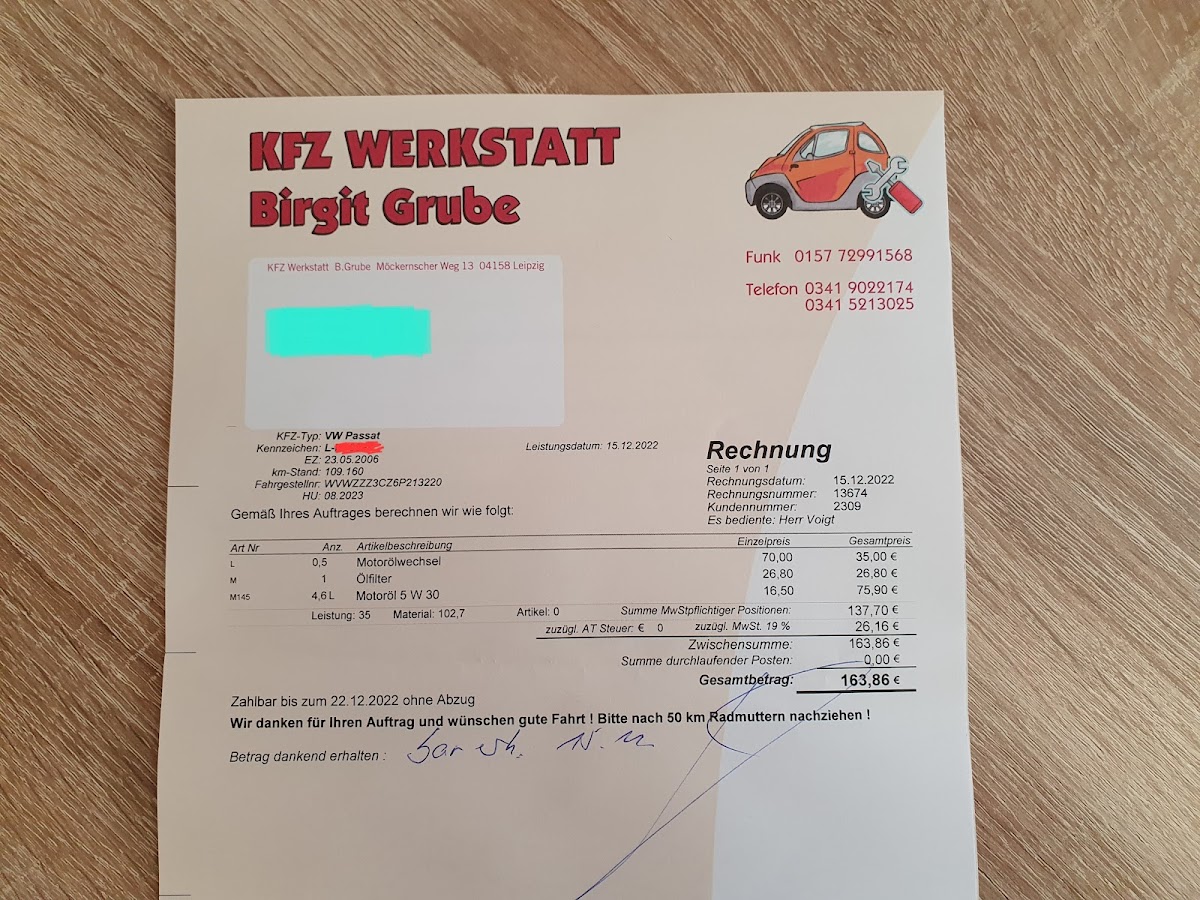 KFZ WERKSTATT
Birgit Grube
KFZ Werkstatt B.Grube Möckernscher Weg 13 04158 Leipzig
Funk 0157 72991568
Telefon 0341 9022174
0341 5213025
KFZ-Typ: VW Passat
Kennzeichen: L-
EZ: 23.05.2006
km-Stand: 109.160
Fahrgestellnr: WVWZZZ3CZ6P213220
HU: 08.2023
Leistungsdatum: 15.12.2022
Rechnung
Seite 1 von 1
Rechnungsdatum: 15.12.2022
Rechnungsnummer: 13674
Kundennummer: 2309
Es bediente: Herr Voigt
Gemäß Ihres Auftrages berechnen wir wie folgt:
Art Nr Anz. Artikelbeschreibung Einzelpreis Gesamtpreis
L 0,5 Motorölwechsel 70,00 35,00 €
M 1 Ölfilter 26,80 26,80 €
M145 4,6 L Motoröl 5 W 30 16,50 75,90 €
Leistung: 35 Material: 102,7 Artikel: 0 Summe MwStpflichtiger Positionen: 137,70 €
zuzügl. AT Steuer: € 0 zuzügl. MwSt. 19 % 26,16 €
Zwischensumme: 163,86 €
Summe durchlaufender Posten: 0,00 €
Gesamtbetrag: 163,86 €
Zahlbar bis zum 22.12.2022 ohne Abzug
Wir danken für Ihren Auftrag und wünschen gute Fahrt ! Bitte nach 50 km Radmuttern nachziehen !
Betrag dankend erhalten : bar erh. 15.12